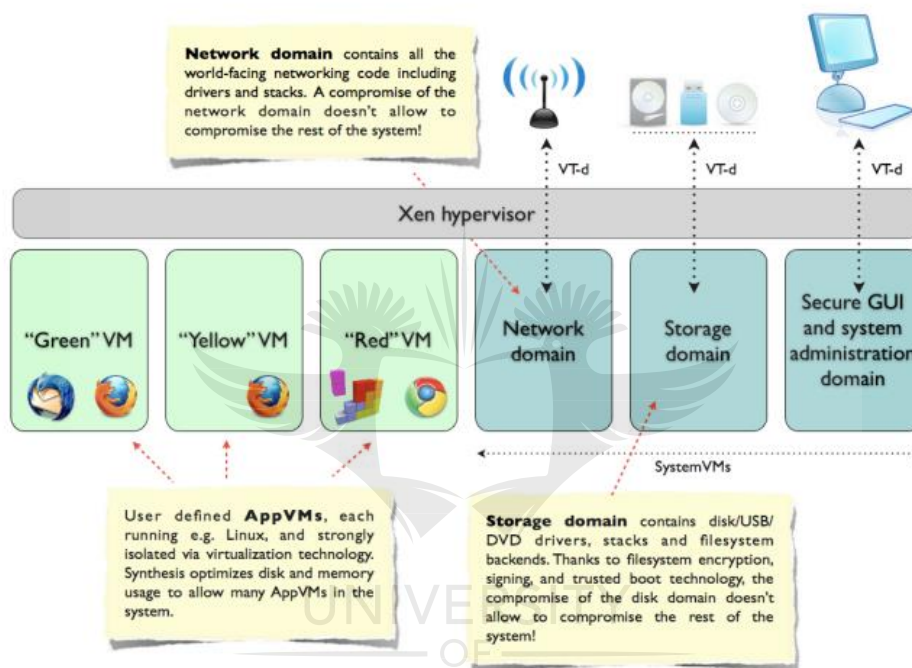 Network domain contains all the
world-facing networking code including
drivers and stacks. A compromise of the
network domain doesn't allow to
compromise the rest of the system!
VT-d
VT-d
VT-d
Xen hypervisor
"Green" VM
"Yellow" VM
"Red" VM
Network
domain
Storage
domain
Secure GUI
and system
administration
domain
SystemVMs
User defined AppVMs, each
running e.g. Linux, and strongly
isolated via virtualization technology.
Synthesis optimizes disk and memory
usage to allow many AppVMs in the
system.
Storage domain contains disk/USB/
DVD drivers, stacks and filesystem
backends. Thanks to filesystem encryption,
signing, and trusted boot technology, the
compromise of the disk domain doesn't
allow to compromise the rest of the
system!
UNIVERSITY
OF